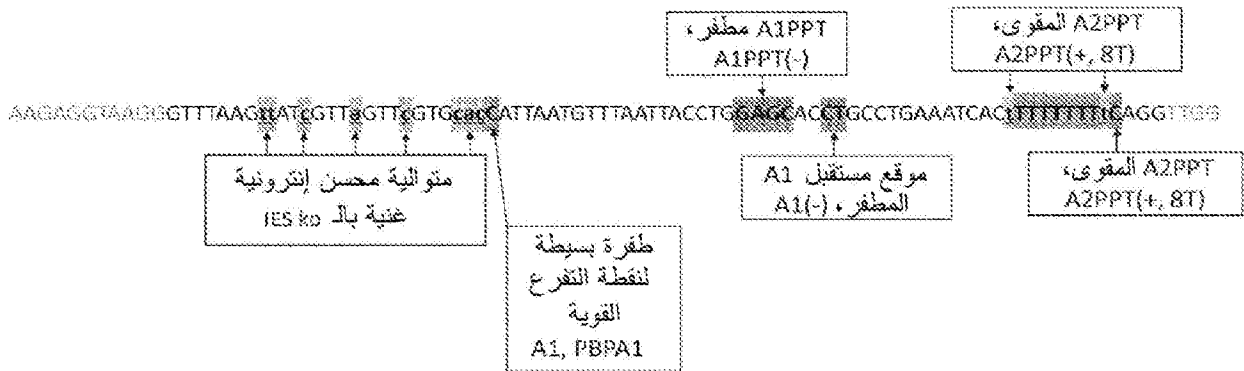 A1PPT مطفر،
A1PPT(-)
A2PPT المقوى،
A2PPT(+, 8T)
AAGAGGTAAGGGTTTAAGttATcGTTaGTTcGTGcacCATTAATGTTTAATTACCTGGAGCACCTGCCTGAAATCACtTTTTTTTtCAGGTTGG
متوالية محسن إنترونية
غنية بالـ IES ko
موقع مستقبل A1
المطفر، A1(-)
A2PPT المقوى،
A2PPT(+, 8T)
طفرة بسيطة
لنقطة التفرع
القوية
A1, PBPA1